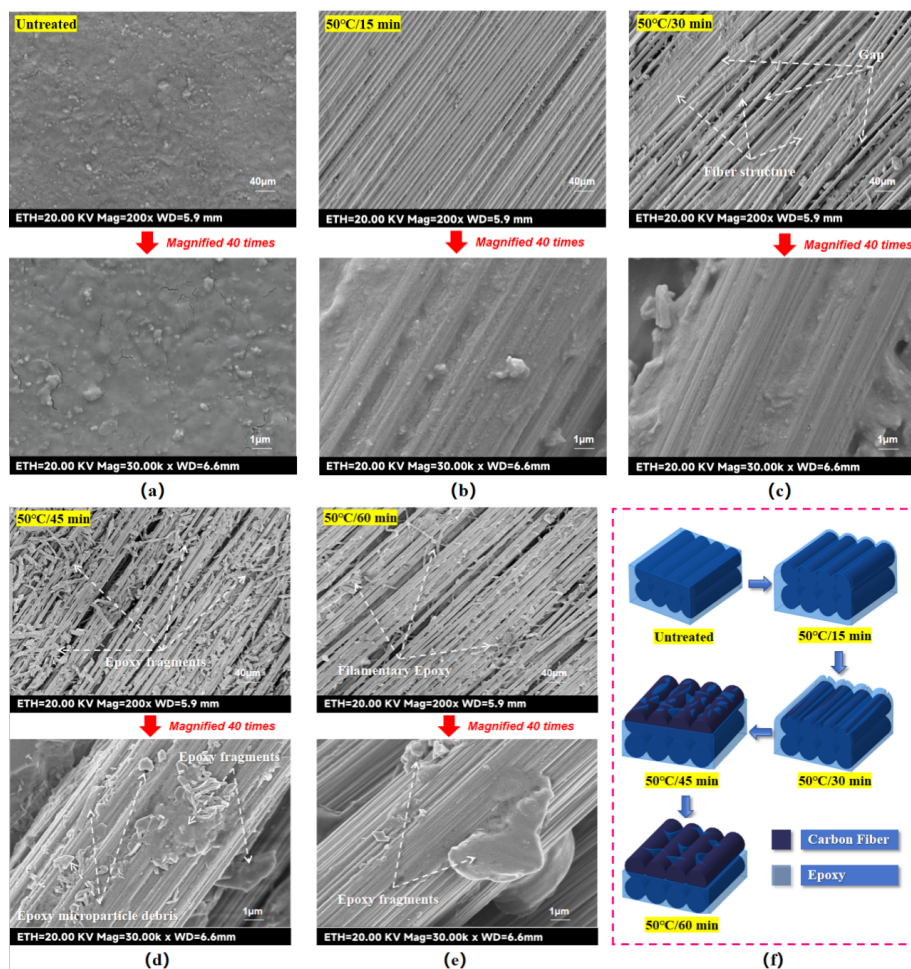 Untreated
40μm
ETH=20.00 KV Mag=200x WD=5.9 mm
Magnified 40 times
1μm
ETH=20.00 KV Mag=30.00k x WD=6.6mm
(a)
50°C/15 min
40μm
ETH=20.00 KV Mag=200x WD=5.9 mm
Magnified 40 times
1μm
ETH=20.00 KV Mag=30.00k x WD=6.6mm
(b)
50°C/30 min
Gap
Fiber structure
40μm
ETH=20.00 KV Mag=200x WD=5.9 mm
Magnified 40 times
1μm
ETH=20.00 KV Mag=30.00k x WD=6.6mm
(c)
50°C/45 min
Epoxy fragments
40μm
ETH=20.00 KV Mag=200x WD=5.9 mm
Magnified 40 times
Epoxy fragments
Epoxy microparticle debris
1μm
ETH=20.00 KV Mag=30.00k x WD=6.6mm
(d)
50°C/60 min
Filamentary Epoxy
40μm
ETH=20.00 KV Mag=200x WD=5.9 mm
Magnified 40 times
Epoxy fragments
1μm
ETH=20.00 KV Mag=30.00k x WD=6.6mm
(e)
Untreated
50°C/15 min
50°C/45 min
50°C/30 min
50°C/60 min
Carbon Fiber
Epoxy
(f)